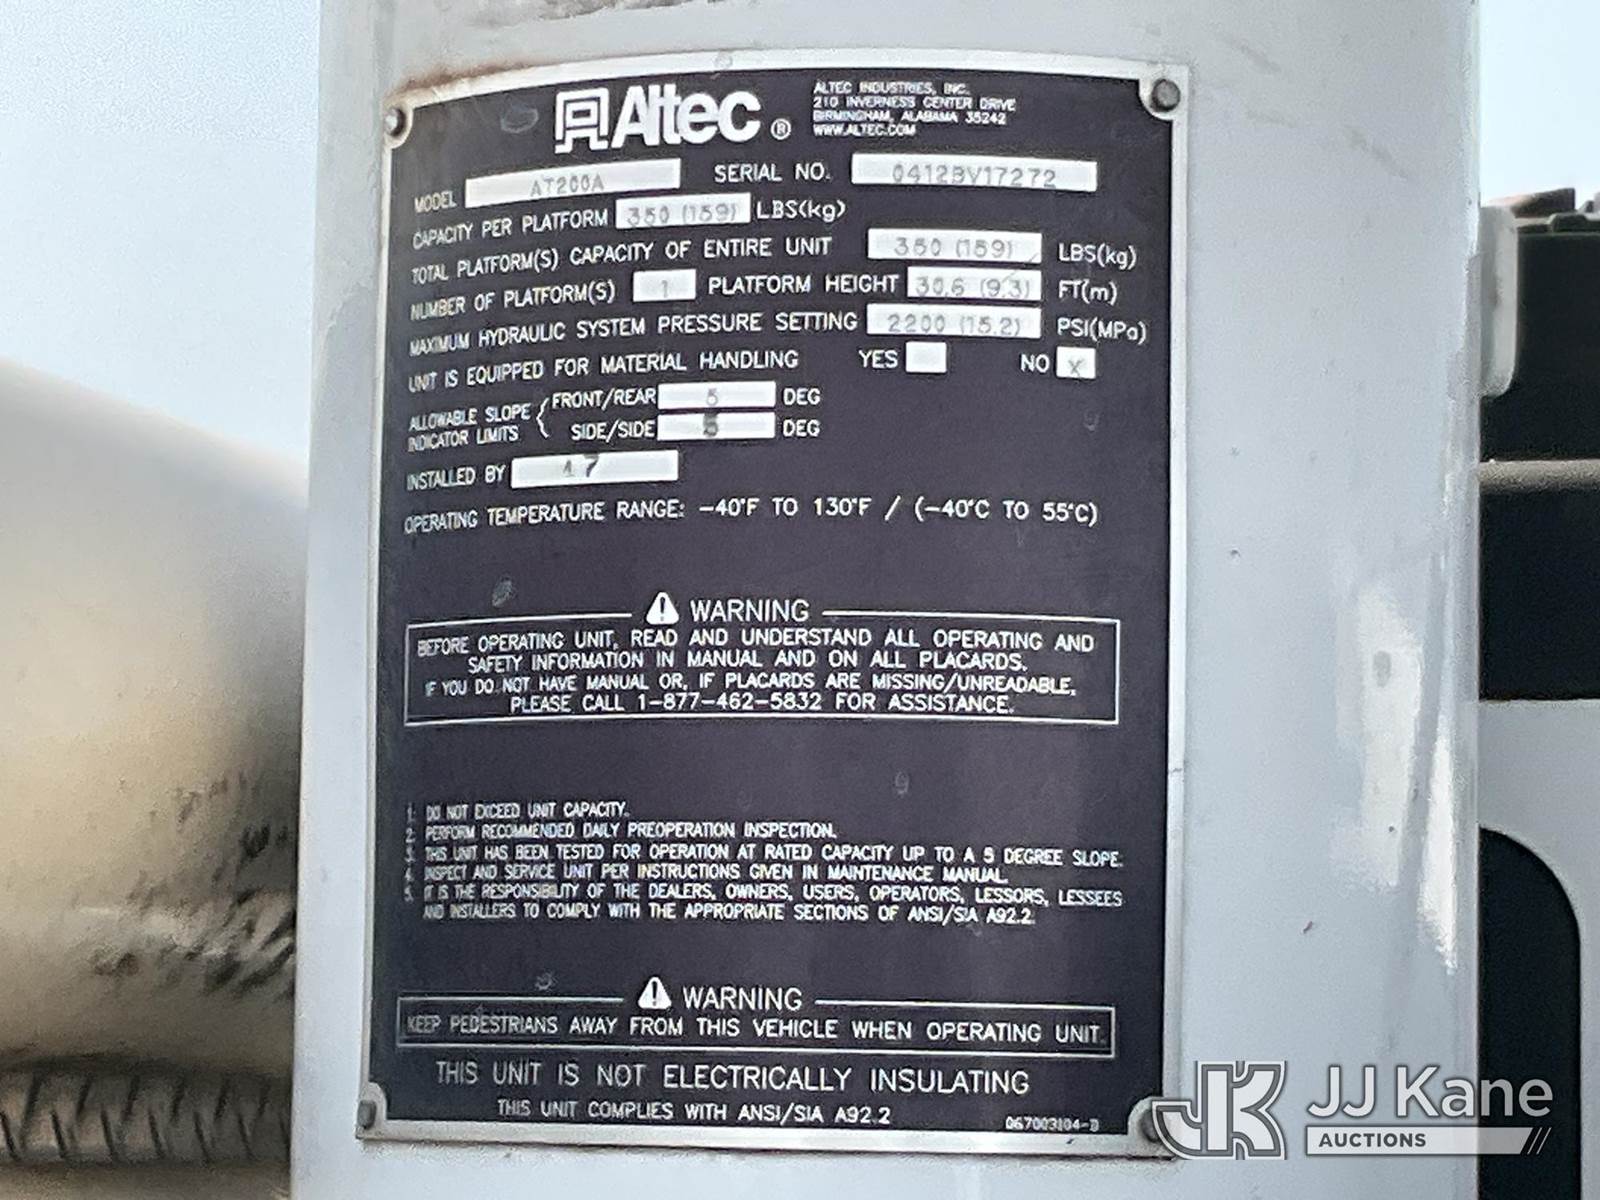 Altec ®
ALTEC INDUSTRIES, INC.
210 INVERNESS CENTER DRIVE
BIRMINGHAM, ALABAMA 35242
WWW.ALTEC.COM
MODEL AT200A SERIAL NO. 0412BV17272
CAPACITY PER PLATFORM 350 (159) LBS(kg)
TOTAL PLATFORM(S) CAPACITY OF ENTIRE UNIT 350 (159) LBS(kg)
NUMBER OF PLATFORM(S) 1 PLATFORM HEIGHT 30.6 (9.3) FT(m)
MAXIMUM HYDRAULIC SYSTEM PRESSURE SETTING 2200 (15.2) PSI(MPa)
UNIT IS EQUIPPED FOR MATERIAL HANDLING YES NO X
ALLOWABLE SLOPE INDICATOR LIMITS { FRONT/REAR 5 DEG
SIDE/SIDE 5 DEG
INSTALLED BY 17
OPERATING TEMPERATURE RANGE: -40°F TO 130°F / (-40°C TO 55°C)
WARNING
BEFORE OPERATING UNIT, READ AND UNDERSTAND ALL OPERATING AND
SAFETY INFORMATION IN MANUAL AND ON ALL PLACARDS.
IF YOU DO NOT HAVE MANUAL OR, IF PLACARDS ARE MISSING/UNREADABLE,
PLEASE CALL 1-877-462-5832 FOR ASSISTANCE.
1. DO NOT EXCEED UNIT CAPACITY.
2. PERFORM RECOMMENDED DAILY PREOPERATION INSPECTION.
3. THIS UNIT HAS BEEN TESTED FOR OPERATION AT RATED CAPACITY UP TO A 5 DEGREE SLOPE.
4. INSPECT AND SERVICE UNIT PER INSTRUCTIONS GIVEN IN MAINTENANCE MANUAL.
5. IT IS THE RESPONSIBILITY OF THE DEALERS, OWNERS, USERS, OPERATORS, LESSORS, LESSEES
AND INSTALLERS TO COMPLY WITH THE APPROPRIATE SECTIONS OF ANSI/SIA A92.2.
WARNING
KEEP PEDESTRIANS AWAY FROM THIS VEHICLE WHEN OPERATING UNIT.
THIS UNIT IS NOT ELECTRICALLY INSULATING
THIS UNIT COMPLIES WITH ANSI/SIA A92.2
067003104-D
JK JJ Kane
AUCTIONS